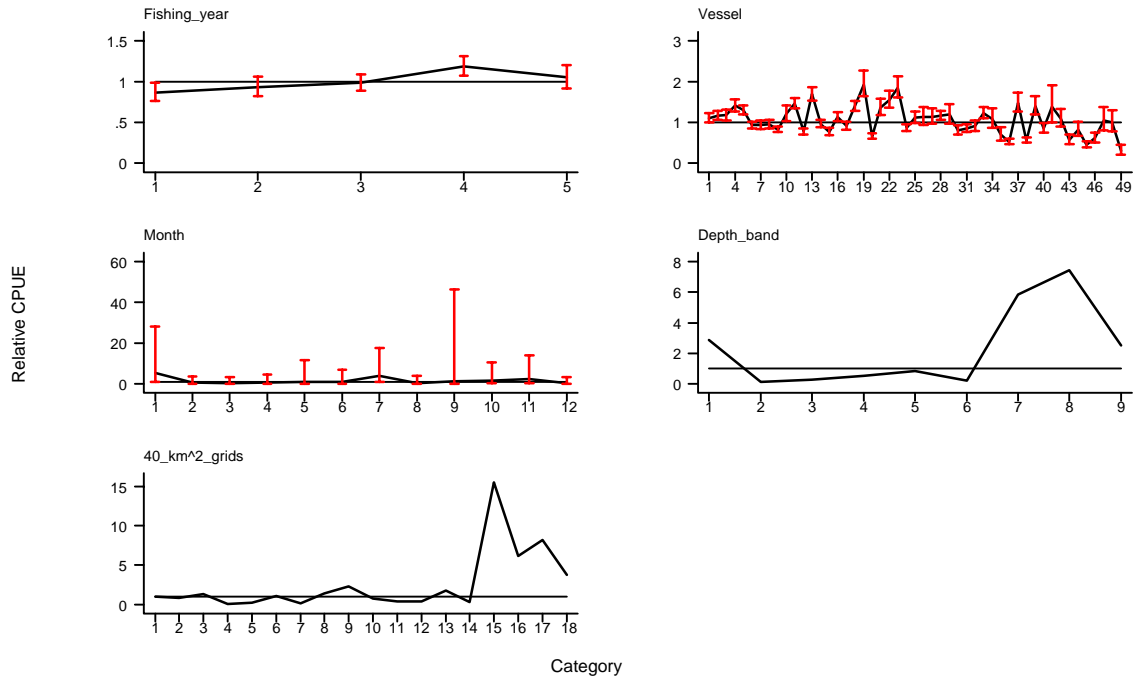 Fishing_year
1.5
1
.5
0
1 2 3 4 5
Vessel
3
2
1
0
1 4 7 10 13 16 19 22 25 28 31 34 37 40 43 46 49
Relative CPUE
Month
60
40
20
0
1 2 3 4 5 6 7 8 9 10 11 12
Depth_band
8
6
4
2
0
1 2 3 4 5 6 7 8 9
40_km^2_grids
15
10
5
0
1 2 3 4 5 6 7 8 9 10 11 12 13 14 15 16 17 18
Category